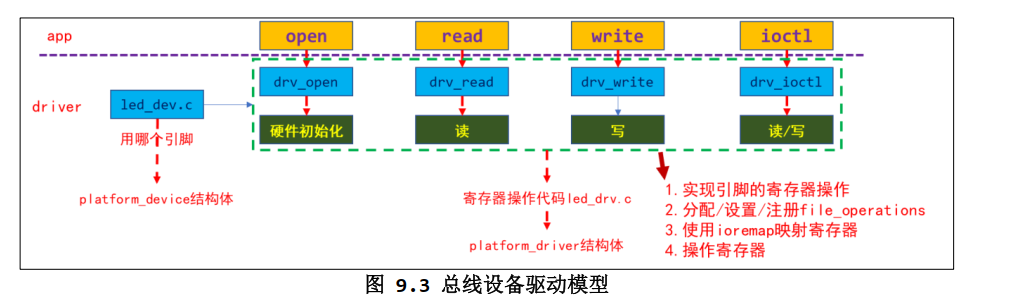 app
open
read
write
ioctl
driver
led_dev.c
drv_open
drv_read
drv_write
drv_ioctl
用哪个引脚
硬件初始化
读
写
读/写
platform_device结构体
寄存器操作代码led_drv.c
platform_driver结构体
1. 实现引脚的寄存器操作
2. 分配/设置/注册file_operations
3. 使用ioremap映射寄存器
4. 操作寄存器
图 9.3 总线设备驱动模型